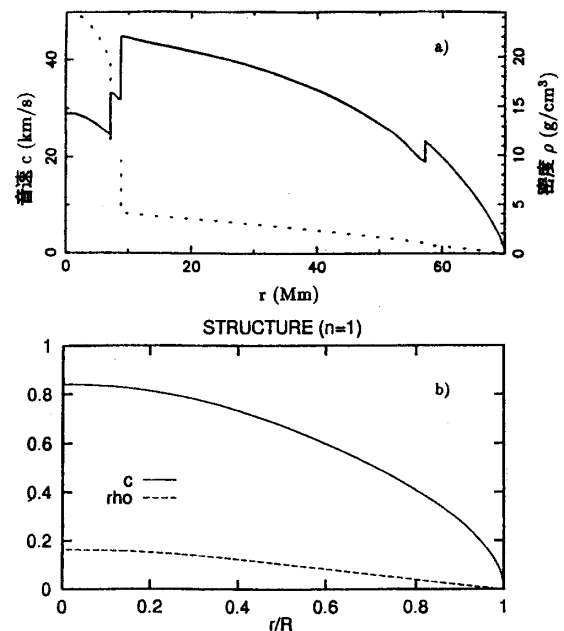 a)
40
20
0
音速 c (km/s)
20
15
10
5
0
密度 ρ (g/cm³)
0 20 40 60
r (Mm)
STRUCTURE (n=1)
b)
1
0.8
0.6
0.4
0.2
0
c
rho
0 0.2 0.4 0.6 0.8 1
r/R